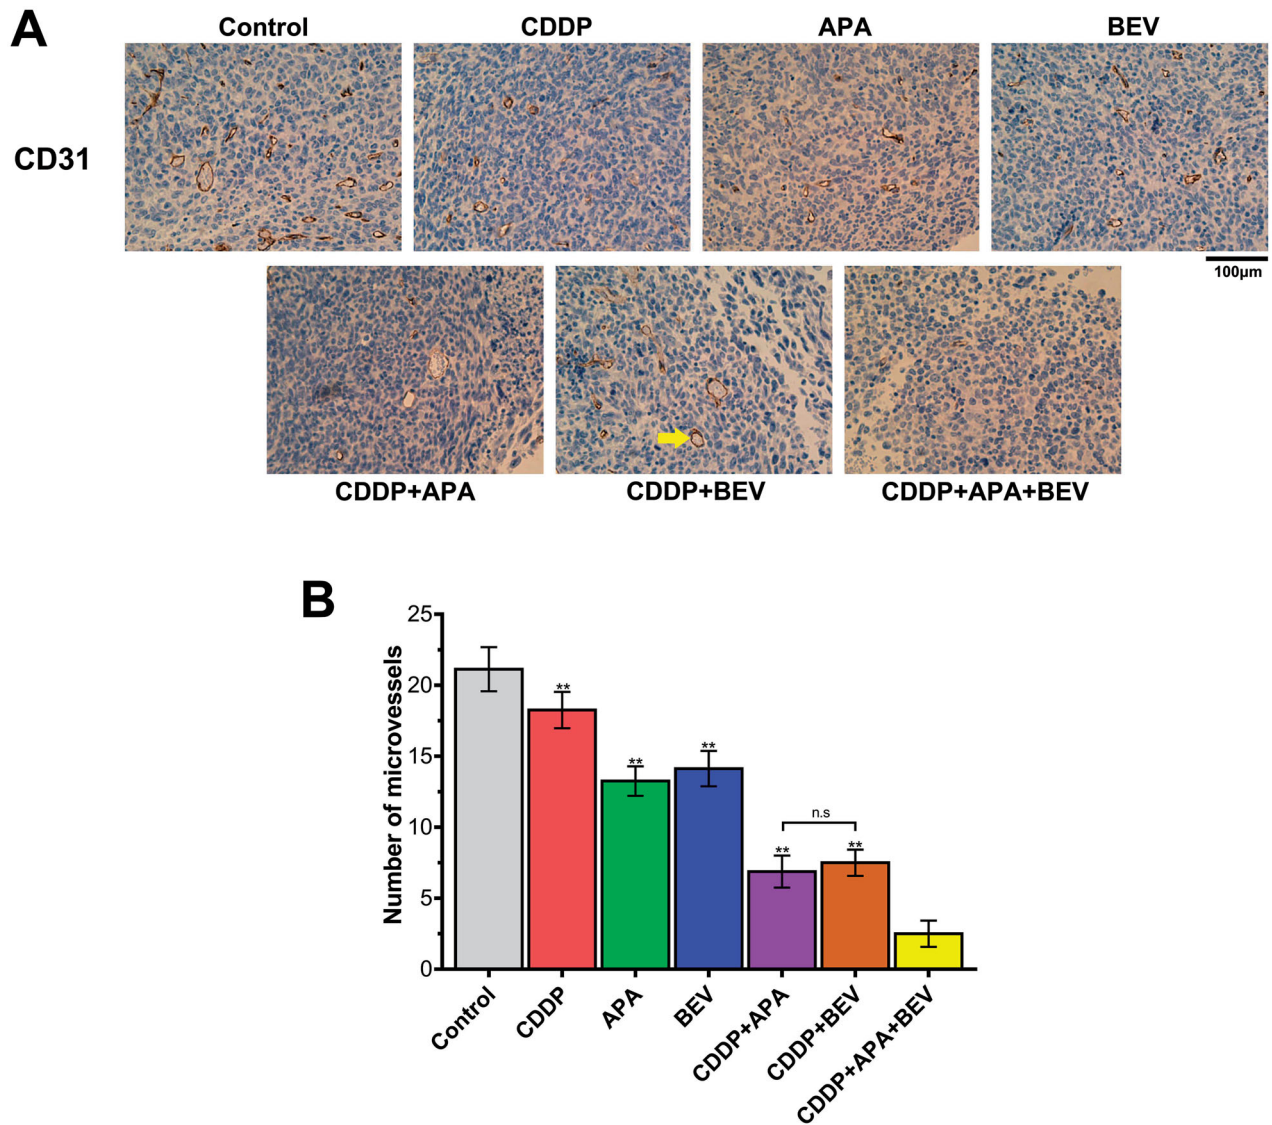 A
Control CDDP APA BEV
CD31
100μm
CDDP+APA CDDP+BEV CDDP+APA+BEV
B
Number of microvessels
25
20
15
10
5
0
**
**
**
**
**
n.s
Control
CDDP
APA
BEV
CDDP+APA
CDDP+BEV
CDDP+APA+BEV